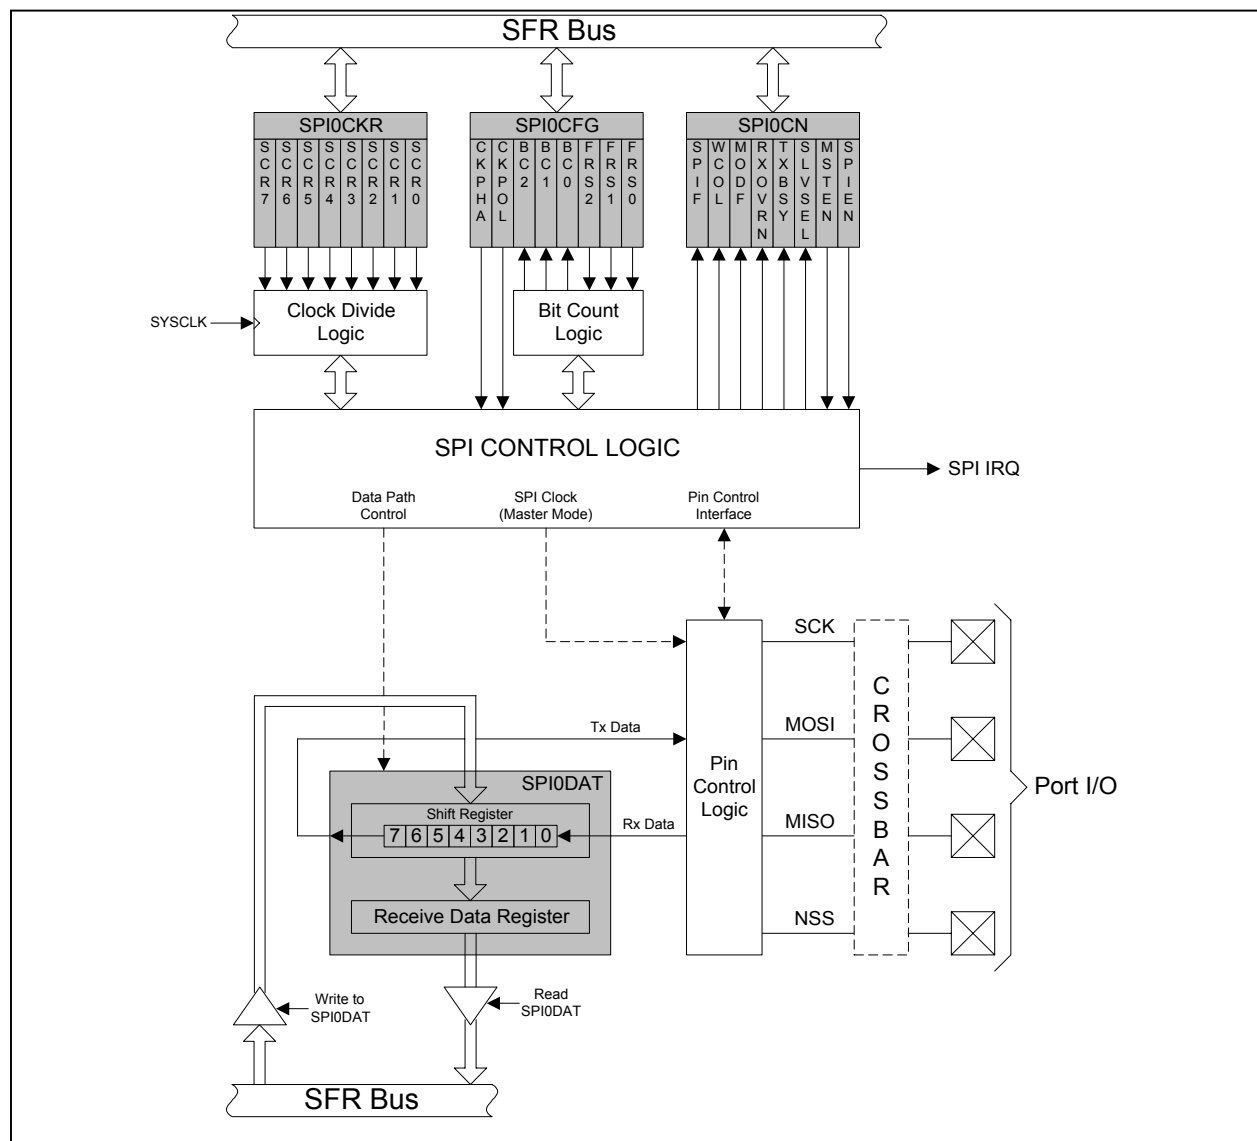 SFR Bus
SPI0CKR
SPI0CFG
SPI0CN
SCR7
SCR6
SCR5
SCR4
SCR3
SCR2
SCR1
SCR0
CKPHA
CKPOL
BC2
BC1
BC0
FRS2
FRS1
FRS0
SPIF
WCOL
MODF
RXOVRN
TXBSY
SLVSEL
MSTEN
SPIEN
SYSCLK
Clock Divide
Logic
Bit Count
Logic
SPI CONTROL LOGIC
SPI IRQ
Data Path
Control
SPI Clock
(Master Mode)
Pin Control
Interface
SCK
MOSI
MISO
NSS
CROSSBAR
Port I/O
Pin
Control
Logic
Tx Data
SPI0DAT
Shift Register
7 6 5 4 3 2 1 0
Rx Data
Receive Data Register
Write to
SPI0DAT
Read
SPI0DAT
SFR Bus